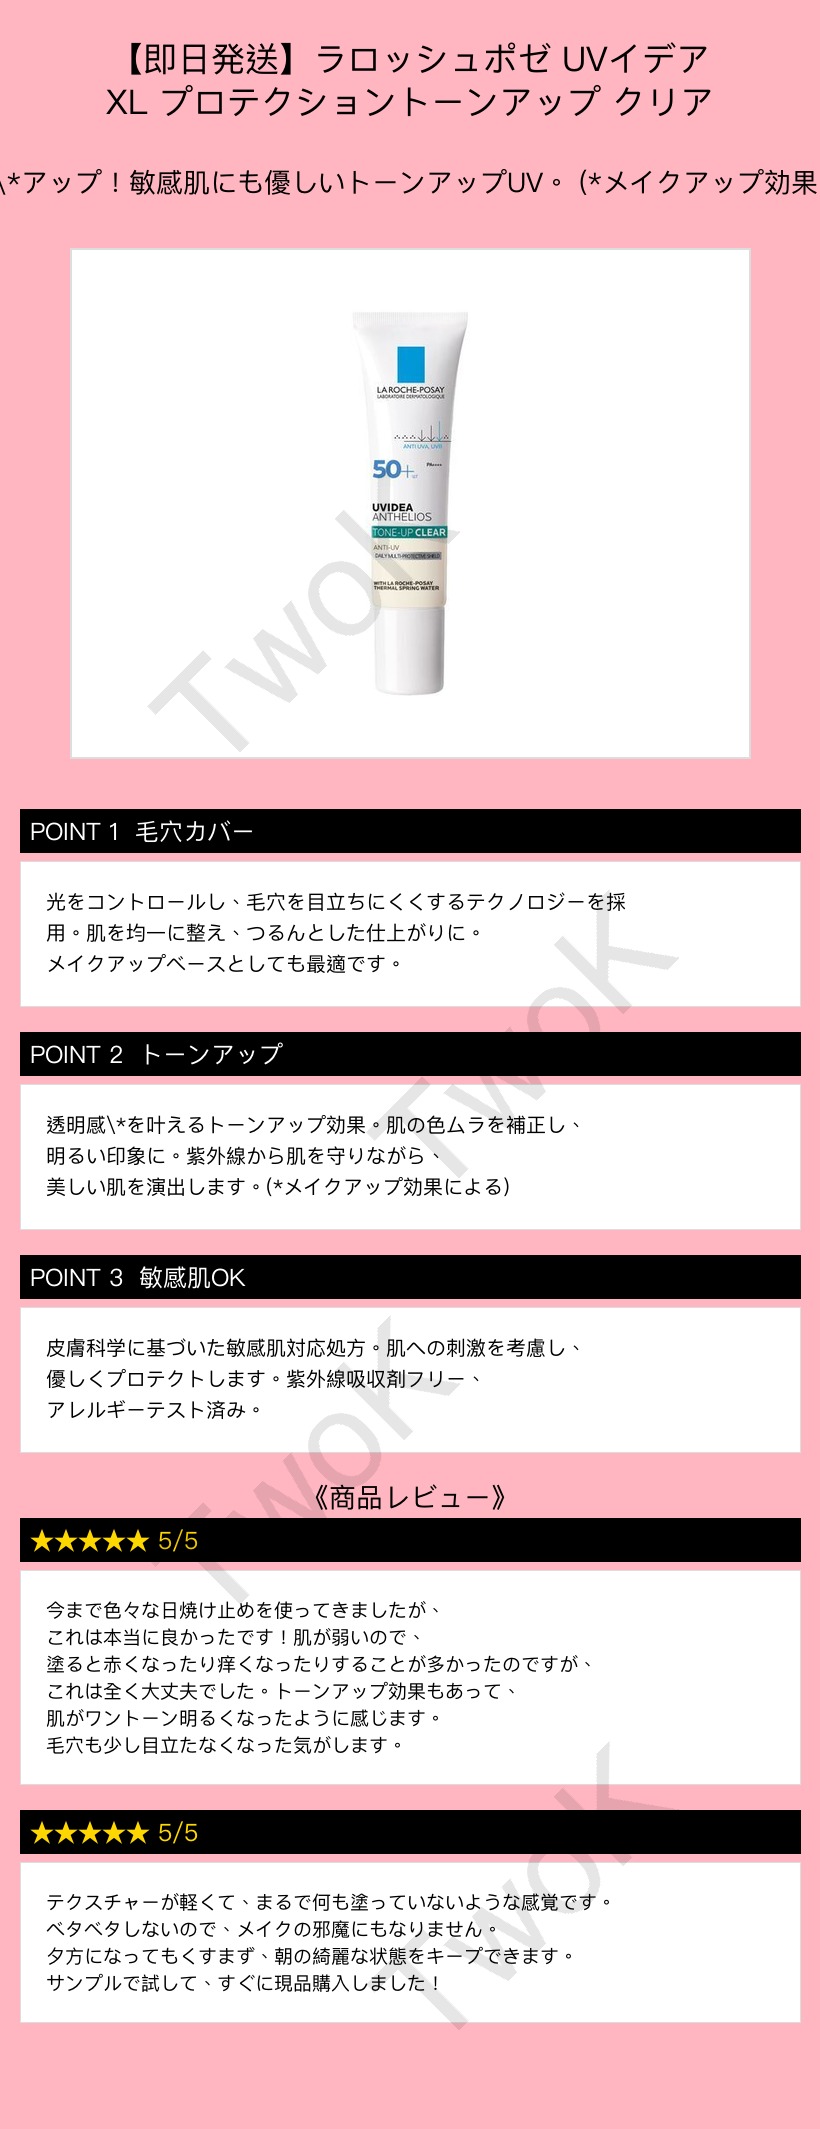 【即日発送】ラロッシュポゼ UVイデア
XL プロテクショントーンアップ クリア
\*アップ！敏感肌にも優しいトーンアップUV。 (*メイクアップ効果
LA ROCHE-POSAY
LABORATOIRE DERMATOLOGIQUE
ANTI UVA, UVB
50+
PA++++
UVIDEA
ANTHELIOS
TONE-UP CLEAR
ANTI-UV
DAILY MULTI-PROTECTIVE SHIELD
WITH LA ROCHE-POSAY
THERMAL SPRING WATER
TwoK
POINT 1 毛穴カバー
光をコントロールし、毛穴を目立ちにくくするテクノロジーを採
用。肌を均一に整え、つるんとした仕上がりに。
メイクアップベースとしても最適です。
TwoK
POINT 2 トーンアップ
透明感\*を叶えるトーンアップ効果。肌の色ムラを補正し、
明るい印象に。紫外線から肌を守りながら、
美しい肌を演出します。(*メイクアップ効果による)
POINT 3 敏感肌OK
皮膚科学に基づいた敏感肌対応処方。肌への刺激を考慮し、
優しくプロテクトします。紫外線吸収剤フリー、
アレルギーテスト済み。
TwoK
《商品レビュー》
★★★★★ 5/5
今まで色々な日焼け止めを使ってきましたが、
これは本当に良かったです！肌が弱いので、
塗ると赤くなったり痒くなったりすることが多かったのですが、
これは全く大丈夫でした。トーンアップ効果もあって、
肌がワントーン明るくなったように感じます。
毛穴も少し目立たなくなった気がします。
★★★★★ 5/5
テクスチャーが軽くて、まるで何も塗っていないような感覚です。
ベタベタしないので、メイクの邪魔にもなりません。
夕方になってもくすまず、朝の綺麗な状態をキープできます。
サンプルで試して、すぐに現品購入しました！
TwoK